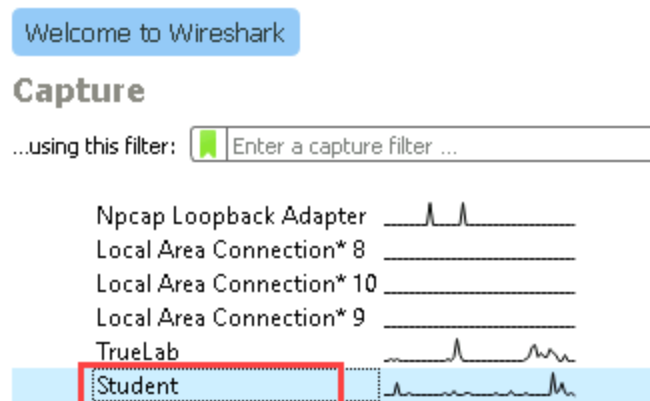 Welcome to Wireshark
Capture
...using this filter: Enter a capture filter ...
Npcap Loopback Adapter
Local Area Connection* 8
Local Area Connection* 10
Local Area Connection* 9
TrueLab
Student